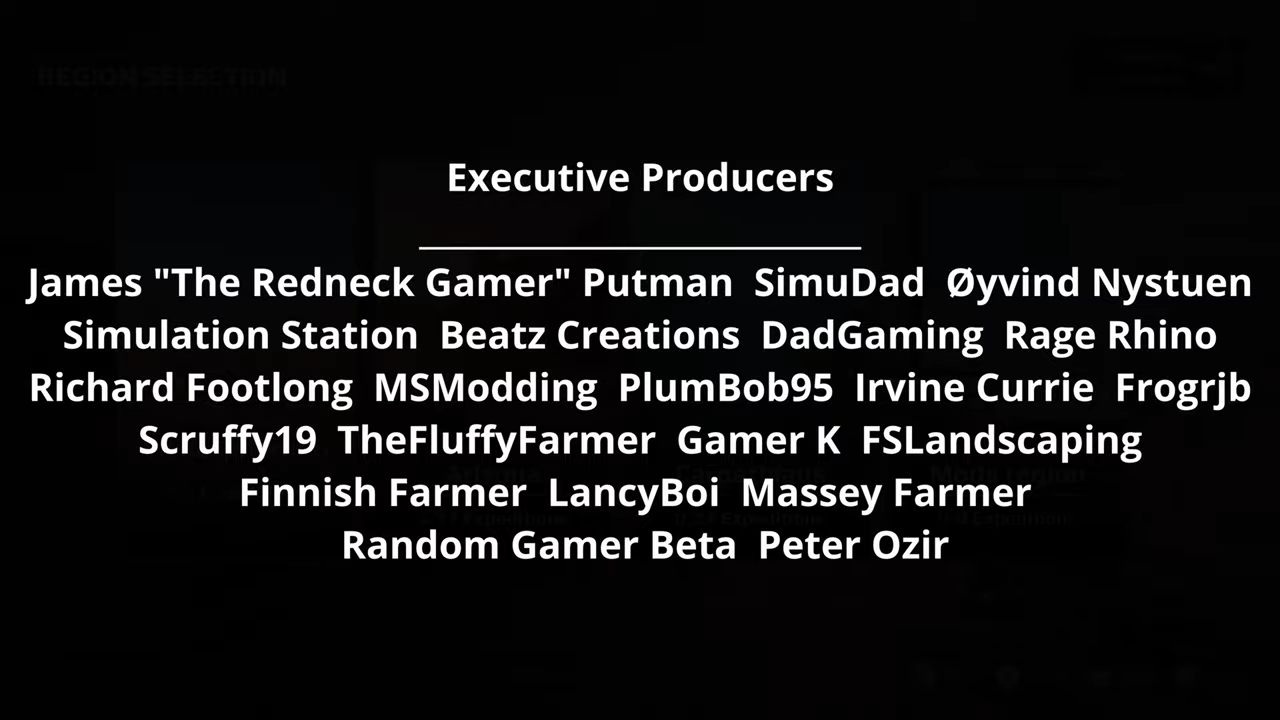 REGION SELECTION
Executive Producers
James "The Redneck Gamer" Putman SimuDad Øyvind Nystuen
Simulation Station Beatz Creations DadGaming Rage Rhino
Richard Footlong MSModding PlumBob95 Irvine Currie Frogrjb
Scruffy19 TheFluffyFarmer Gamer K FSLandscaping
Finnish Farmer LancyBoi Massey Farmer
Random Gamer Beta Peter Ozir